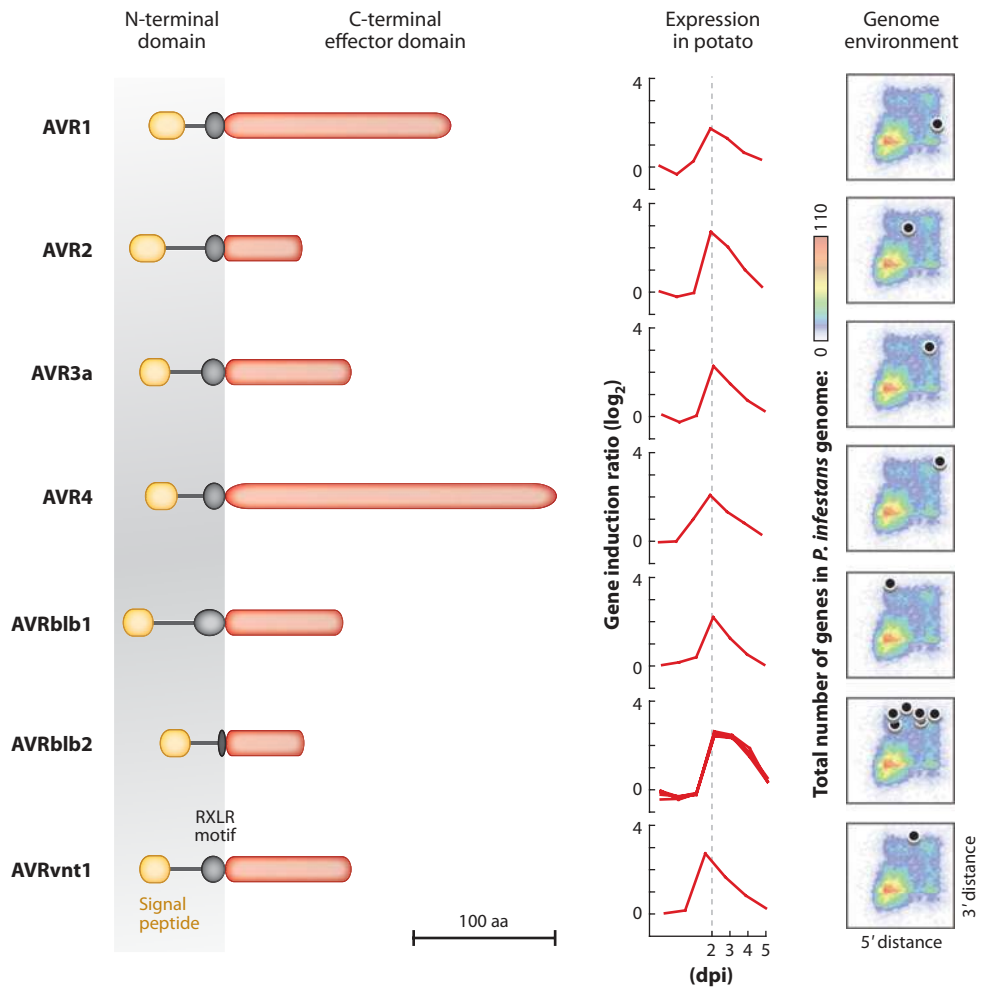 N-terminal
domain
C-terminal
effector domain
Expression
in potato
Genome
environment
AVR1
AVR2
AVR3a
AVR4
AVRblb1
AVRblb2
AVRvnt1
RXLR
motif
Signal
peptide
100 aa
Gene induction ratio (log2)
4
0
4
0
4
0
4
0
4
0
4
0
4
0
2 3 4 5
(dpi)
Total number of genes in P. infestans genome:
0 110
3′ distance
5′ distance